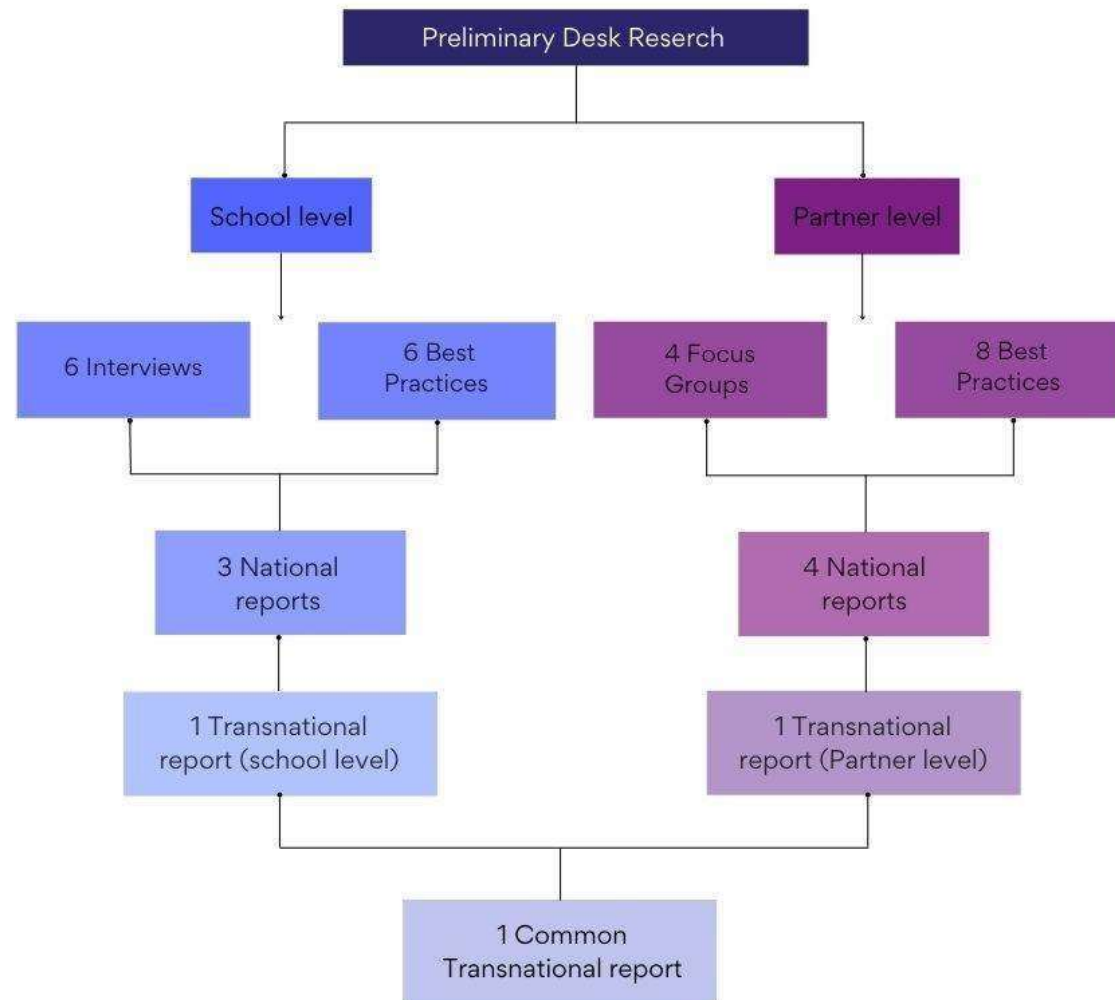 Preliminary Desk Reserch
School level
Partner level
6 Interviews
6 Best
Practices
4 Focus
Groups
8 Best
Practices
3 National
reports
4 National
reports
1 Transnational
report (school level)
1 Transnational
report (Partner level)
1 Common
Transnational report